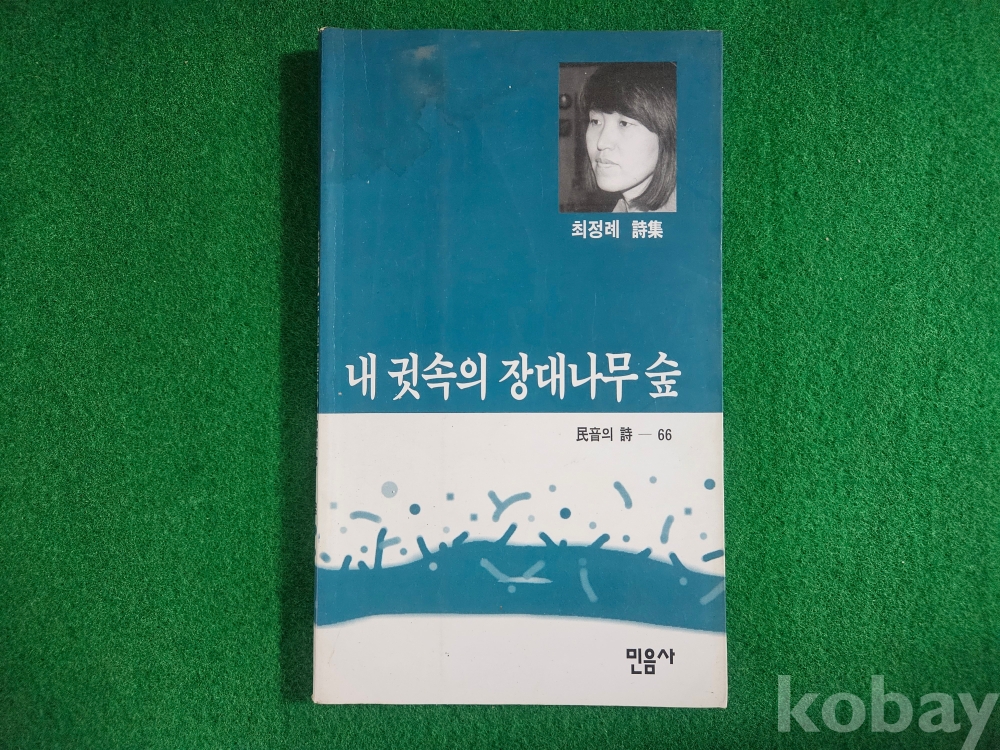 최정례 詩集
내 귓속의 장대나무 숲
民音의 詩 — 66
민음사
kobay